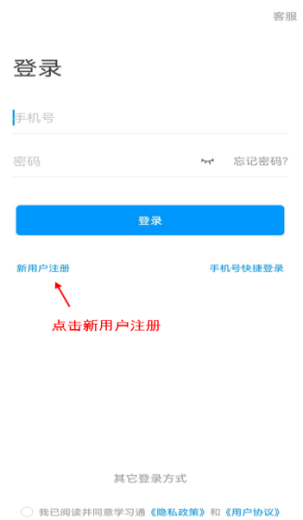 客服
登录
手机号
密码 忘记密码?
登录
新用户注册 手机号快捷登录
点击新用户注册
其它登录方式
我已阅读并同意学习通《隐私政策》和《用户协议》